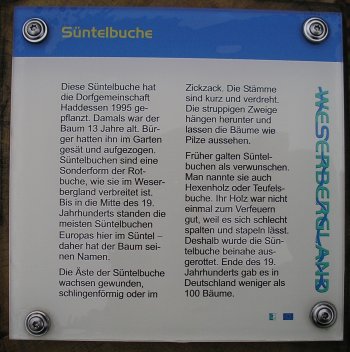 Süntelbuche
Diese Süntelbuche hat
die Dorfgemeinschaft
Haddessen 1995 ge-
pflanzt. Damals war der
Baum 13 Jahre alt. Bür-
ger hatten ihn im Garten
gesät und aufgezogen.
Süntelbuchen sind eine
Sonderform der Rot-
buche, wie sie im Weser-
bergland verbreitet ist.
Bis in die Mitte des 19.
Jahrhunderts standen die
meisten Süntelbuchen
Europas hier im Süntel –
daher hat der Baum sei-
nen Namen.
Die Äste der Süntelbuche
wachsen gewunden,
schlingenförmig oder im
Zickzack. Die Stämme
sind kurz und verdreht.
Die struppigen Zweige
hängen herunter und
lassen die Bäume wie
Pilze aussehen.
Früher galten Süntel-
buchen als verwunschen.
Man nannte sie auch
Hexenholz oder Teufels-
buche. Ihr Holz war nicht
einmal zum Verfeuern
gut, weil es sich schlecht
spalten und stapeln lässt.
Deshalb wurde die Sün-
telbuche beinahe aus-
gerottet. Ende des 19.
Jahrhunderts gab es in
Deutschland weniger als
100 Bäume.
WESERBERGLAND